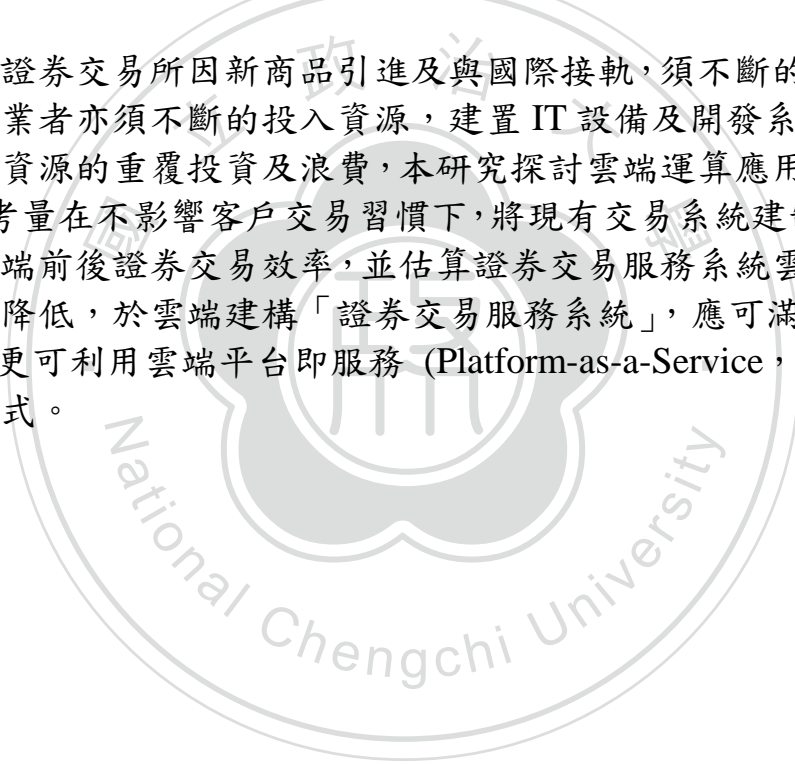 證券交易所因新商品引進及與國際接軌，須不斷的
業者亦須不斷的投入資源，建置 IT 設備及開發系
資源的重覆投資及浪費，本研究探討雲端運算應用
考量在不影響客戶交易習慣下，將現有交易系統建
端前後證券交易效率，並估算證券交易服務系統雲
降低，於雲端建構「證券交易服務系統」，應可滿
更可利用雲端平台即服務 (Platform-as-a-Service，
式。
國立政治大學
National Chengchi University